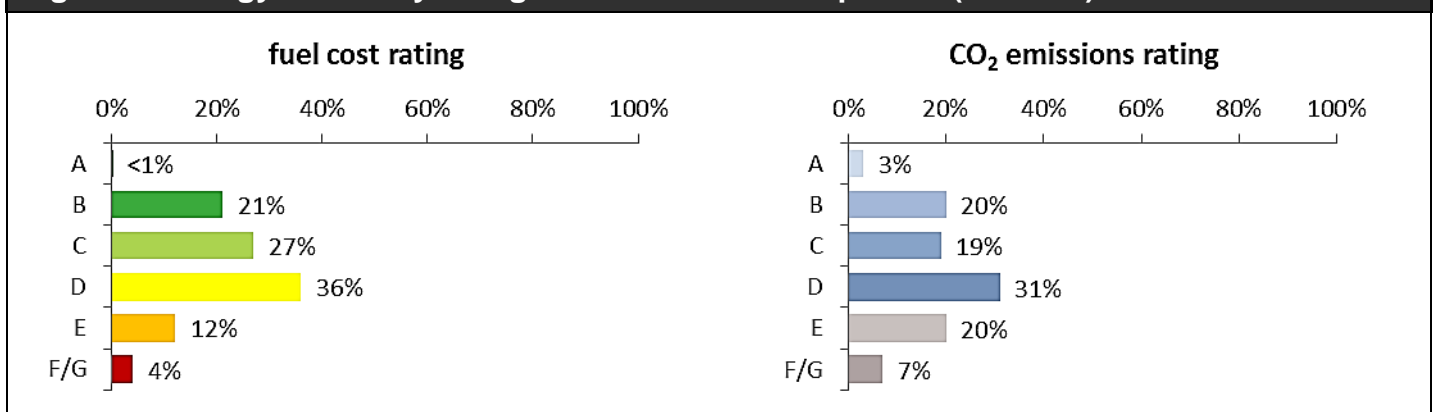 fuel cost rating
0% 20% 40% 60% 80% 100%
A <1%
B 21%
C 27%
D 36%
E 12%
F/G 4%
CO₂ emissions rating
0% 20% 40% 60% 80% 100%
A 3%
B 20%
C 19%
D 31%
E 20%
F/G 7%